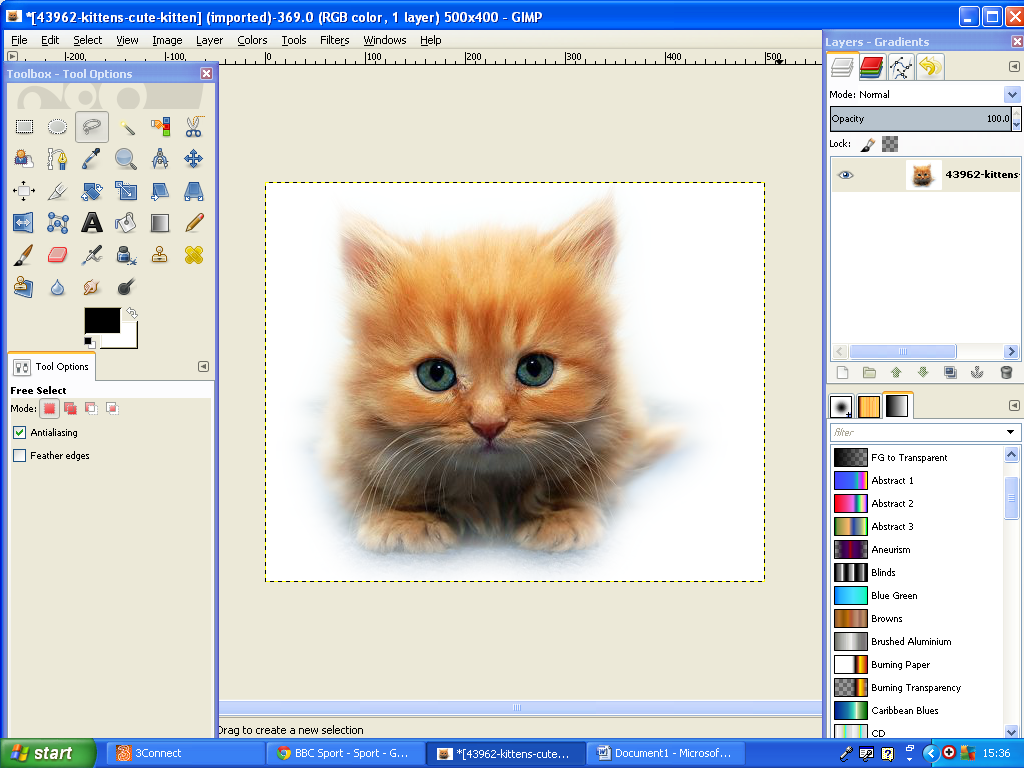 *[43962-kittens-cute-kitten] (imported)-369.0 (RGB color, 1 layer) 500x400 – GIMP
File Edit Select View Image Layer Colors Tools Filters Windows Help
-200 -100 0 100 200 300 400 500
Toolbox - Tool Options
Tool Options
Free Select
Mode:
Antialiasing
Feather edges
Drag to create a new selection
Layers - Gradients
Mode: Normal
Opacity 100.0
Lock:
43962-kittens-
filter
FG to Transparent
Abstract 1
Abstract 2
Abstract 3
Aneurism
Blinds
Blue Green
Browns
Brushed Aluminium
Burning Paper
Burning Transparency
Caribbean Blues
CD
start
3Connect
BBC Sport - Sport - G...
*[43962-kittens-cute...
Document1 - Microsof...
15:36